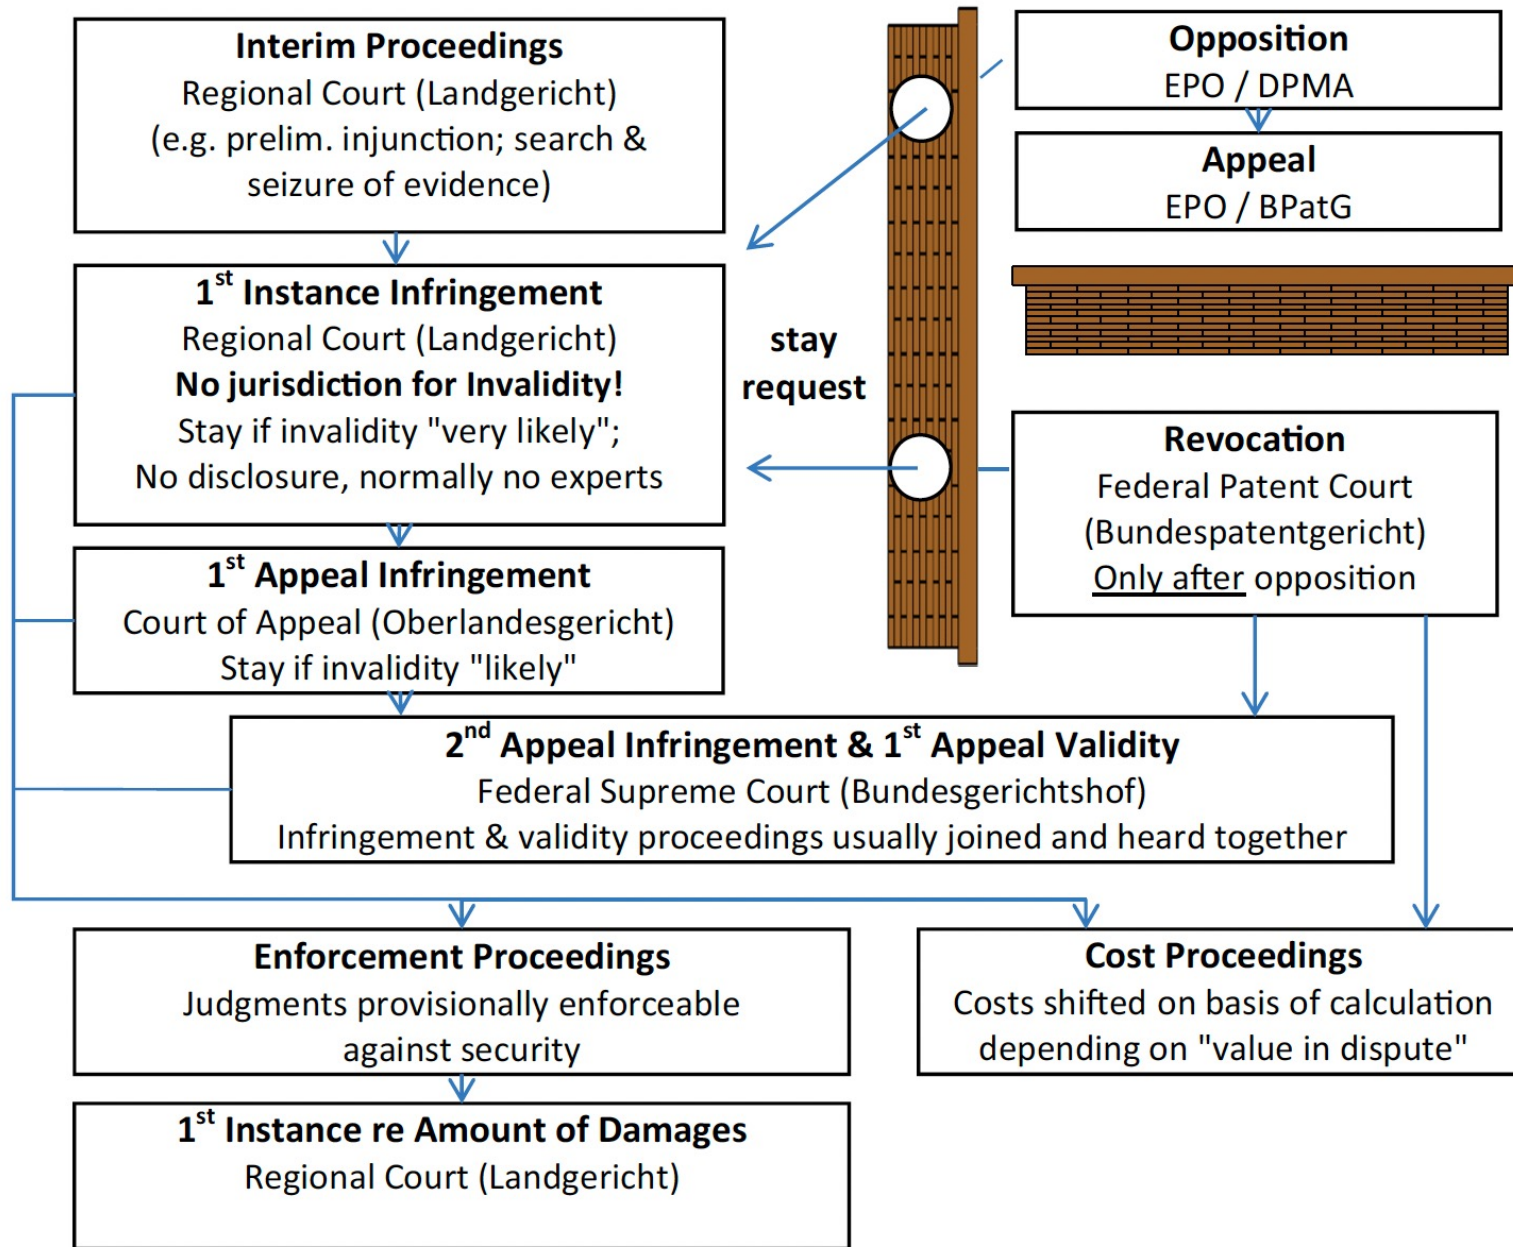 Interim Proceedings
Regional Court (Landgericht)
(e.g. prelim. injunction; search &
seizure of evidence)
1st Instance Infringement
Regional Court (Landgericht)
No jurisdiction for Invalidity!
Stay if invalidity "very likely";
No disclosure, normally no experts
1st Appeal Infringement
Court of Appeal (Oberlandesgericht)
Stay if invalidity "likely"
stay
request
Opposition
EPO / DPMA
Appeal
EPO / BPatG
Revocation
Federal Patent Court
(Bundespatentgericht)
Only after opposition
2nd Appeal Infringement & 1st Appeal Validity
Federal Supreme Court (Bundesgerichtshof)
Infringement & validity proceedings usually joined and heard together
Enforcement Proceedings
Judgments provisionally enforceable
against security
Cost Proceedings
Costs shifted on basis of calculation
depending on "value in dispute"
1st Instance re Amount of Damages
Regional Court (Landgericht)